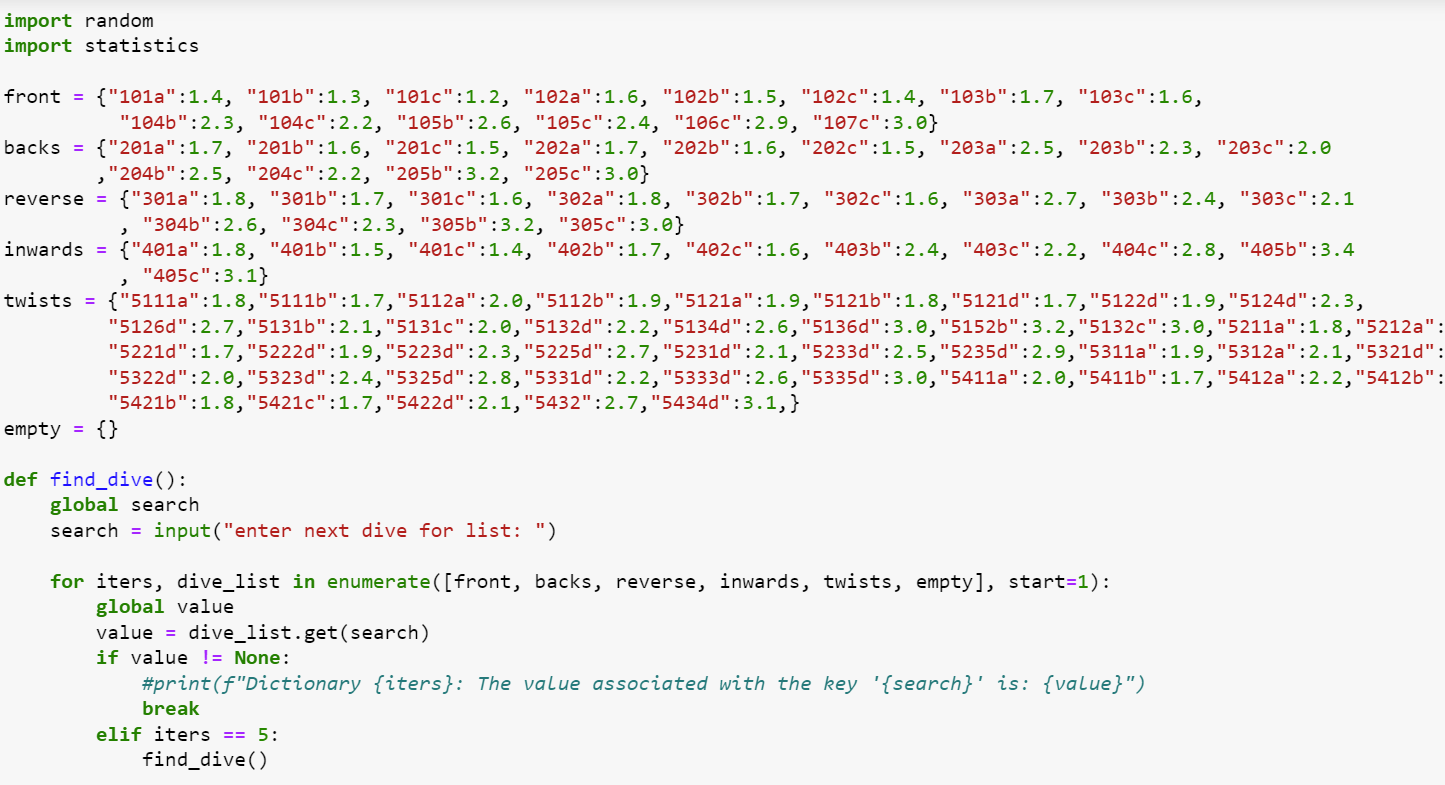 import random
import statistics

front = {"101a":1.4, "101b":1.3, "101c":1.2, "102a":1.6, "102b":1.5, "102c":1.4, "103b":1.7, "103c":1.6,
          "104b":2.3, "104c":2.2, "105b":2.6, "105c":2.4, "106c":2.9, "107c":3.0}
backs = {"201a":1.7, "201b":1.6, "201c":1.5, "202a":1.7, "202b":1.6, "202c":1.5, "203a":2.5, "203b":2.3, "203c":2.0
        ,"204b":2.5, "204c":2.2, "205b":3.2, "205c":3.0}
reverse = {"301a":1.8, "301b":1.7, "301c":1.6, "302a":1.8, "302b":1.7, "302c":1.6, "303a":2.7, "303b":2.4, "303c":2.1
          , "304b":2.6, "304c":2.3, "305b":3.2, "305c":3.0}
inwards = {"401a":1.8, "401b":1.5, "401c":1.4, "402b":1.7, "402c":1.6, "403b":2.4, "403c":2.2, "404c":2.8, "405b":3.4
          , "405c":3.1}
twists = {"5111a":1.8,"5111b":1.7,"5112a":2.0,"5112b":1.9,"5121a":1.9,"5121b":1.8,"5121d":1.7,"5122d":1.9,"5124d":2.3,
         "5126d":2.7,"5131b":2.1,"5131c":2.0,"5132d":2.2,"5134d":2.6,"5136d":3.0,"5152b":3.2,"5132c":3.0,"5211a":1.8,"5212a":
         "5221d":1.7,"5222d":1.9,"5223d":2.3,"5225d":2.7,"5231d":2.1,"5233d":2.5,"5235d":2.9,"5311a":1.9,"5312a":2.1,"5321d":
         "5322d":2.0,"5323d":2.4,"5325d":2.8,"5331d":2.2,"5333d":2.6,"5335d":3.0,"5411a":2.0,"5411b":1.7,"5412a":2.2,"5412b":
         "5421b":1.8,"5421c":1.7,"5422d":2.1,"5432":2.7,"5434d":3.1,}
empty = {}

def find_dive():
    global search
    search = input("enter next dive for list: ")

    for iters, dive_list in enumerate([front, backs, reverse, inwards, twists, empty], start=1):
        global value
        value = dive_list.get(search)
        if value != None:
            #print(f"Dictionary {iters}: The value associated with the key '{search}' is: {value}")
            break
        elif iters == 5:
            find_dive()